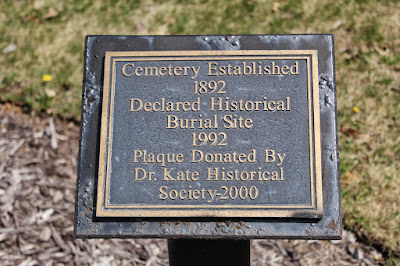 Cemetery Established
1892
Declared Historical
Burial Site
1992
Plaque Donated By
Dr. Kate Historical
Society-2000